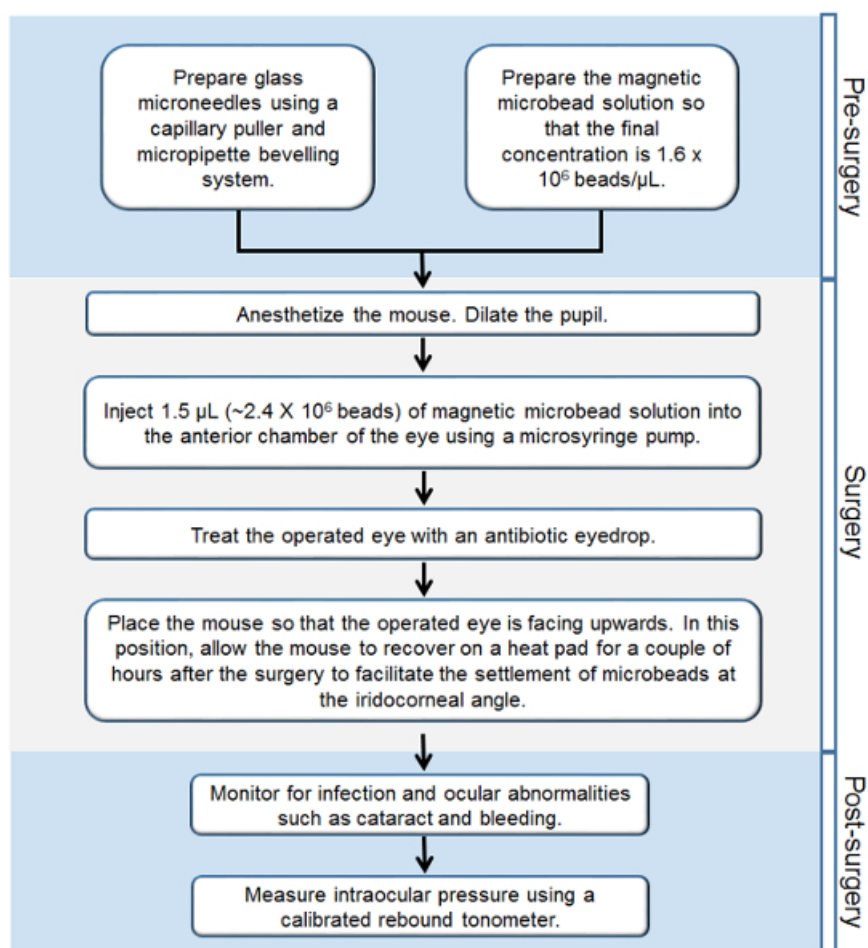 Prepare glass
microneedles using a
capillary puller and
micropipette bevelling
system.
Prepare the magnetic
microbead solution so
that the final
concentration is 1.6 x
10⁶ beads/µL.
Pre-surgery
Anesthetize the mouse. Dilate the pupil.
Inject 1.5 µL (~2.4 X 10⁶ beads) of magnetic microbead solution into
the anterior chamber of the eye using a microsyringe pump.
Treat the operated eye with an antibiotic eyedrop.
Place the mouse so that the operated eye is facing upwards. In this
position, allow the mouse to recover on a heat pad for a couple of
hours after the surgery to facilitate the settlement of microbeads at
the iridocorneal angle.
Surgery
Monitor for infection and ocular abnormalities
such as cataract and bleeding.
Measure intraocular pressure using a
calibrated rebound tonometer.
Post-surgery